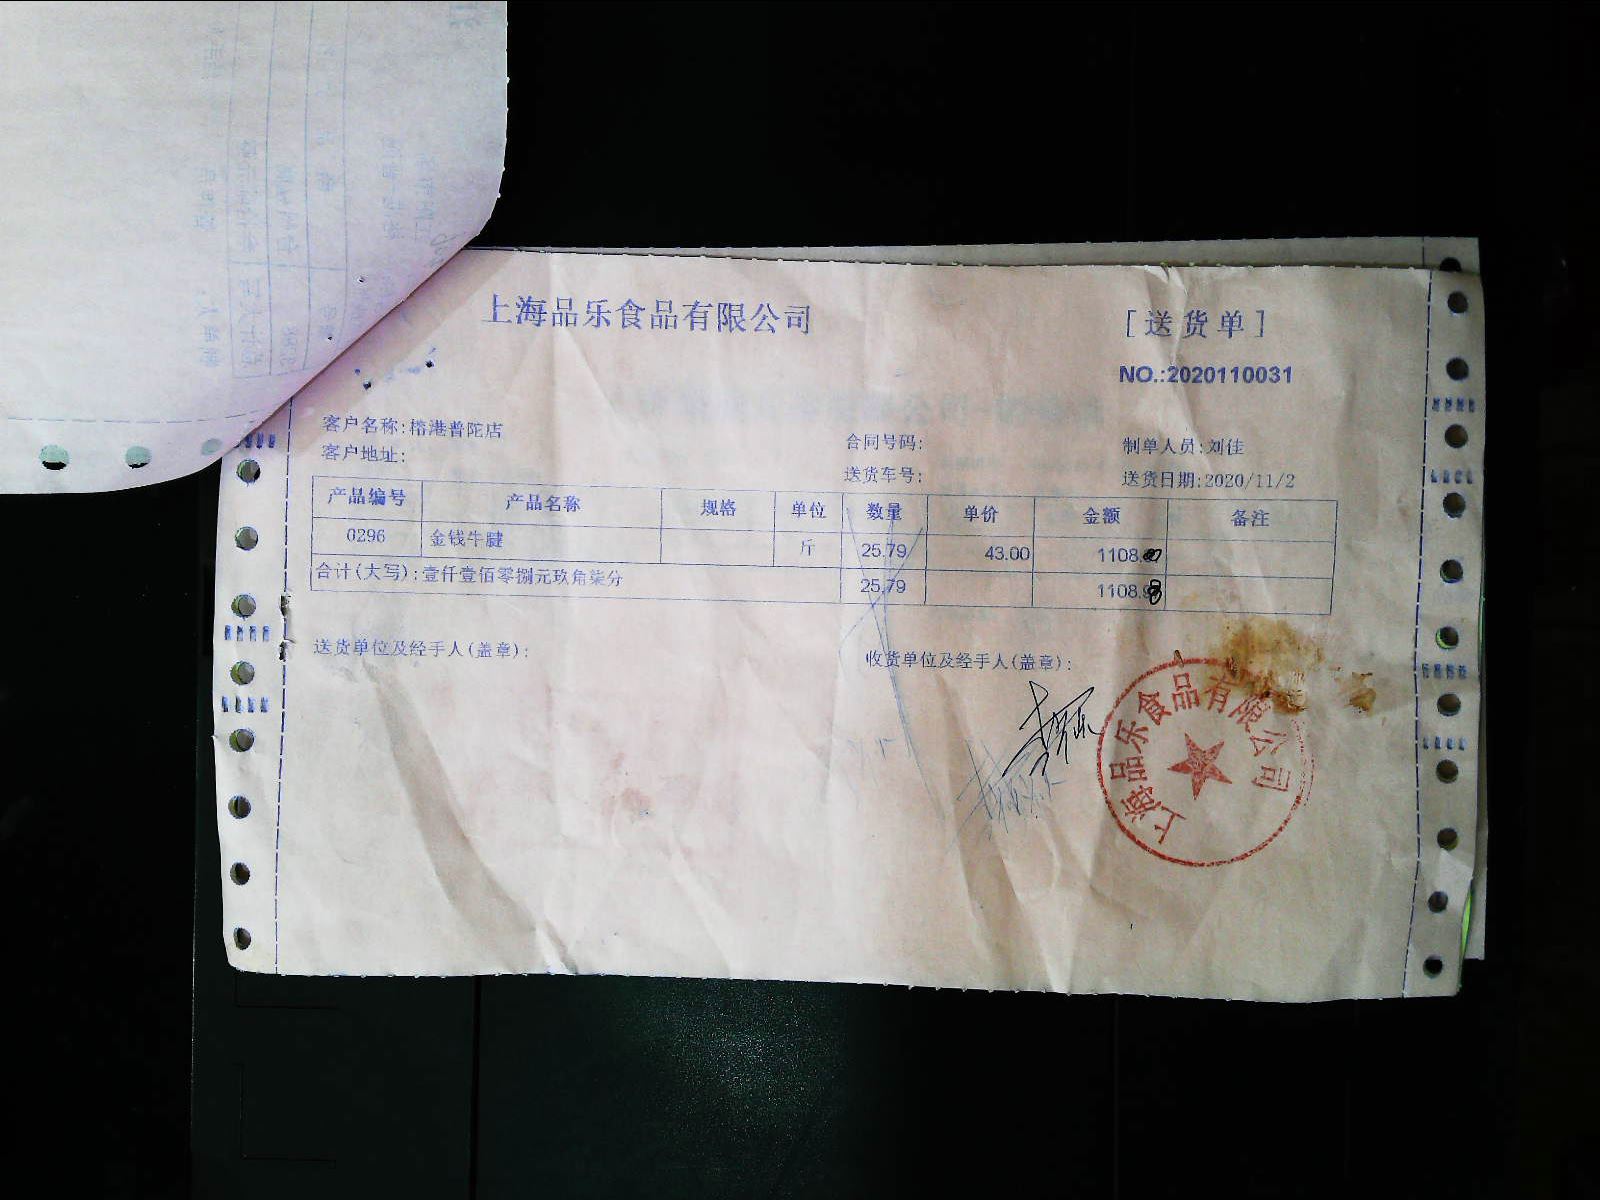 上海品乐食品有限公司
[送货单]
NO.:2020110031
客户名称:榕港普陀店
合同号码:
制单人员:刘佳
客户地址:
送货车号:
送货日期:2020/11/2
产品编号 产品名称 规格 单位 数量 单价 金额 备注
0296 金钱牛腱 斤 25.79 43.00 1108.
合计(大写):壹仟壹佰零捌元玖角柒分 25.79 1108.9
送货单位及经手人(盖章):
收货单位及经手人(盖章):
上海品乐食品有限公司